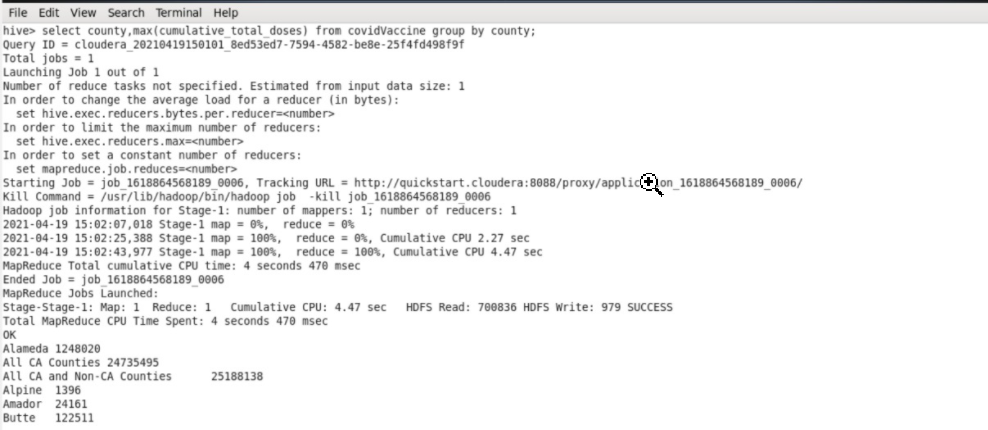 File Edit View Search Terminal Help
hive> select county,max(cumulative_total_doses) from covidVaccine group by county;
Query ID = cloudera_20210419150101_8ed53ed7-7594-4582-be8e-25f4fd498f9f
Total jobs = 1
Launching Job 1 out of 1
Number of reduce tasks not specified. Estimated from input data size: 1
In order to change the average load for a reducer (in bytes):
  set hive.exec.reducers.bytes.per.reducer=<number>
In order to limit the maximum number of reducers:
  set hive.exec.reducers.max=<number>
In order to set a constant number of reducers:
  set mapreduce.job.reduces=<number>
Starting Job = job_1618864568189_0006, Tracking URL = http://quickstart.cloudera:8088/proxy/application_1618864568189_0006/
Kill Command = /usr/lib/hadoop/bin/hadoop job  -kill job_1618864568189_0006
Hadoop job information for Stage-1: number of mappers: 1; number of reducers: 1
2021-04-19 15:02:07,018 Stage-1 map = 0%,  reduce = 0%
2021-04-19 15:02:25,388 Stage-1 map = 100%,  reduce = 0%, Cumulative CPU 2.27 sec
2021-04-19 15:02:43,977 Stage-1 map = 100%,  reduce = 100%, Cumulative CPU 4.47 sec
MapReduce Total cumulative CPU time: 4 seconds 470 msec
Ended Job = job_1618864568189_0006
MapReduce Jobs Launched:
Stage-Stage-1: Map: 1  Reduce: 1   Cumulative CPU: 4.47 sec   HDFS Read: 700836 HDFS Write: 979 SUCCESS
Total MapReduce CPU Time Spent: 4 seconds 470 msec
OK
Alameda 1248020
All CA Counties 24735495
All CA and Non-CA Counties      25188138
Alpine  1396
Amador  24161
Butte   122511